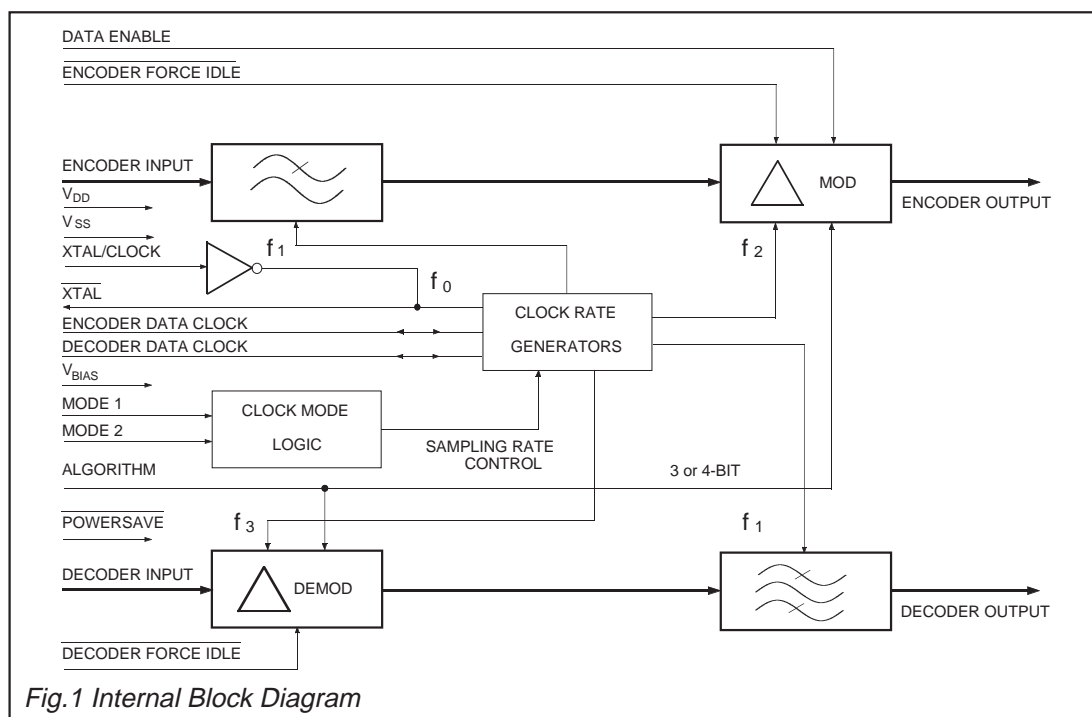 DATA ENABLE
ENCODER FORCE IDLE
ENCODER INPUT
MOD
ENCODER OUTPUT
VDD
VSS
XTAL/CLOCK
f1
f0
f2
XTAL
ENCODER DATA CLOCK
DECODER DATA CLOCK
CLOCK RATE
GENERATORS
VBIAS
MODE 1
MODE 2
CLOCK MODE
LOGIC
SAMPLING RATE
CONTROL
ALGORITHM
3 or 4-BIT
POWERSAVE
f3
f1
DECODER INPUT
DEMOD
DECODER OUTPUT
DECODER FORCE IDLE
Fig.1 Internal Block Diagram